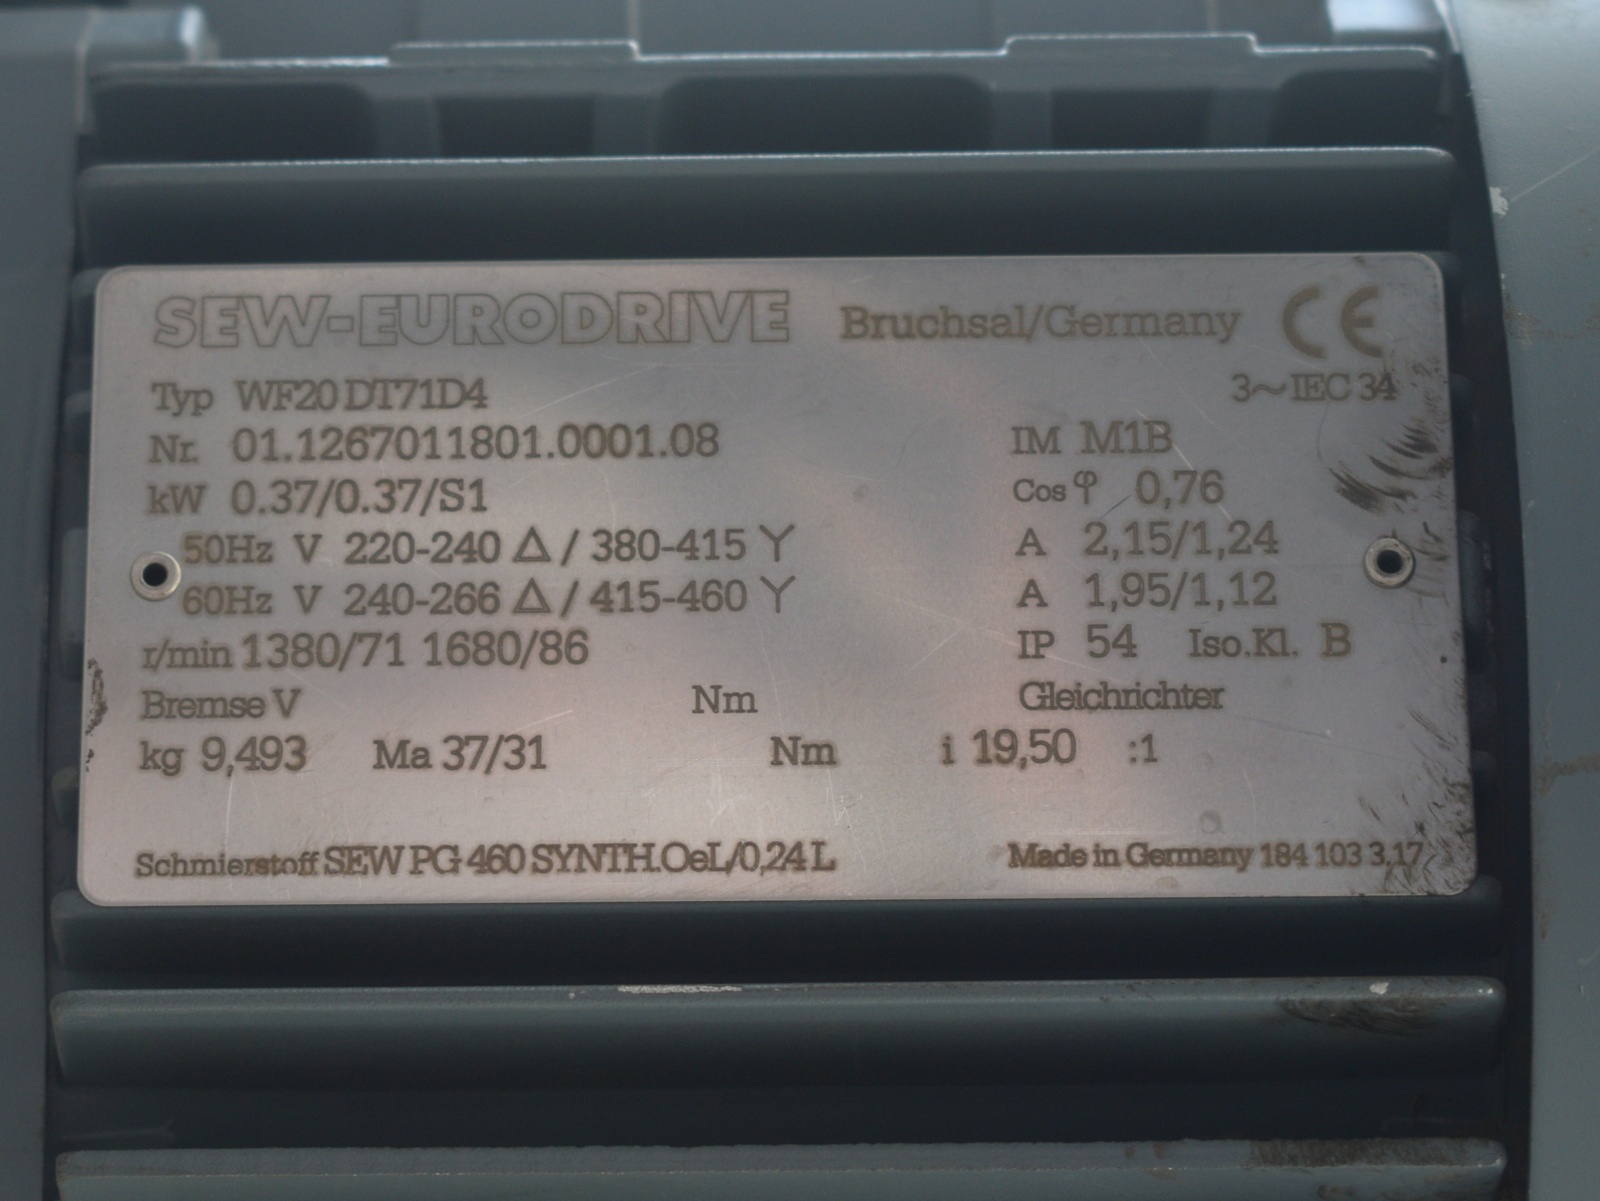 SEW-EURODRIVE Bruchsal/Germany CE
Typ WF20 DT71D4 3~IEC 34
Nr. 01.1267011801.0001.08 IM M1B
kW 0.37/0.37/S1 Cos φ 0,76
50Hz V 220-240 Δ / 380-415 Y A 2,15/1,24
60Hz V 240-266 Δ / 415-460 Y A 1,95/1,12
r/min 1380/71 1680/86 IP 54 Iso.Kl. B
Bremse V Nm Gleichrichter
kg 9,493 Ma 37/31 Nm i 19,50 :1
Schmierstoff SEW PG 460 SYNTH.OeL/0,24 L Made in Germany 184 103 3.17